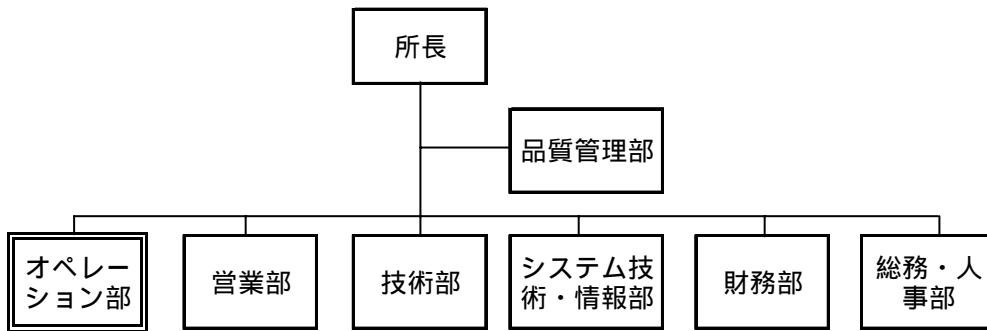 所長
品質管理部
オペレー
ション部
営業部
技術部
システム技
術・情報部
財務部
総務・人
事部